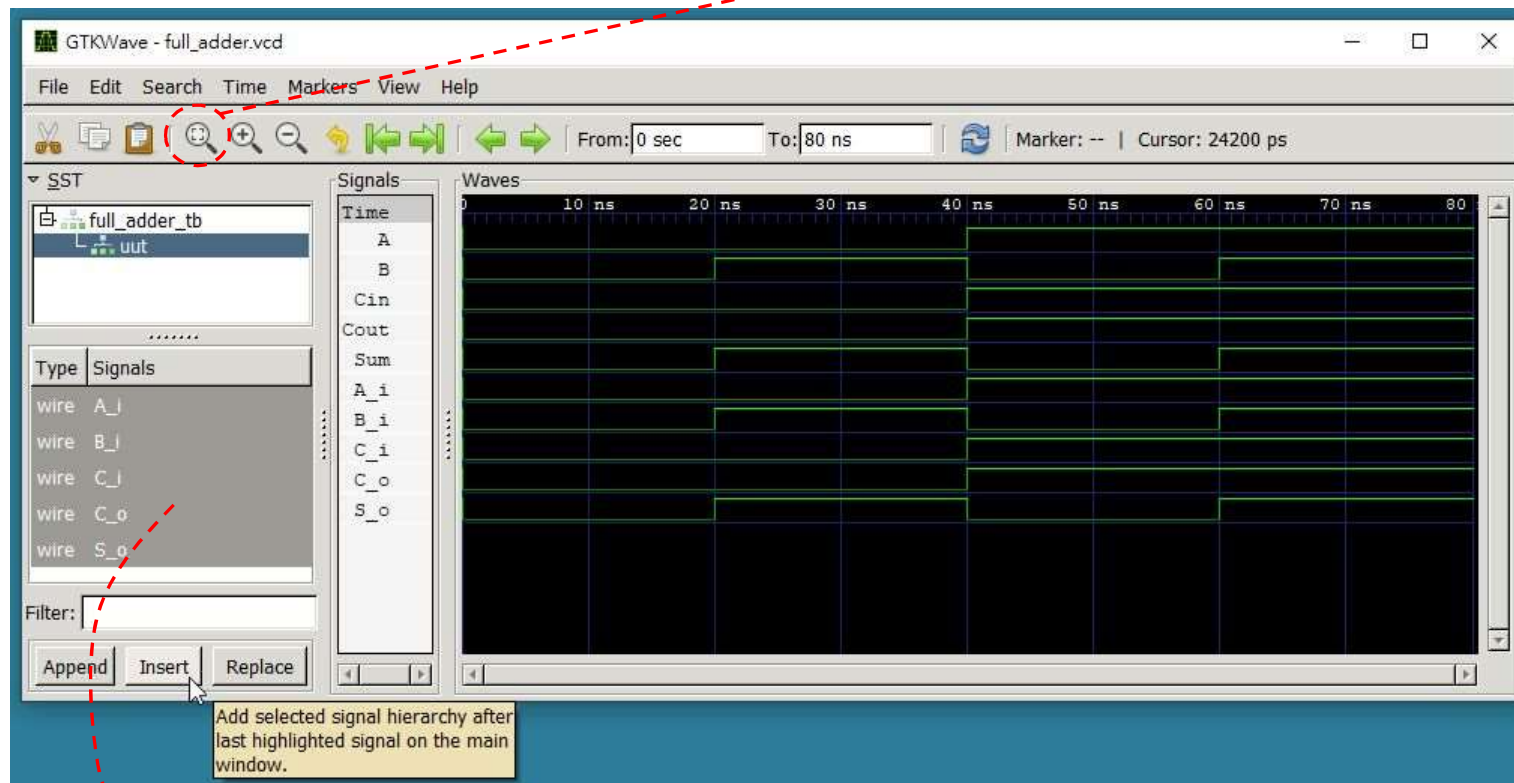 GTKWave - full_adder.vcd
File Edit Search Time Markers View Help
From: 0 sec To: 80 ns Marker: -- | Cursor: 24200 ps
SST
full_adder_tb
uut
Type Signals
wire A_i
wire B_i
wire C_i
wire C_o
wire S_o
Filter:
Append Insert Replace
Signals
Time
A
B
Cin
Cout
Sum
A_i
B_i
C_i
C_o
S_o
Waves
0 10 ns 20 ns 30 ns 40 ns 50 ns 60 ns 70 ns 80
Add selected signal hierarchy after
last highlighted signal on the main
window.